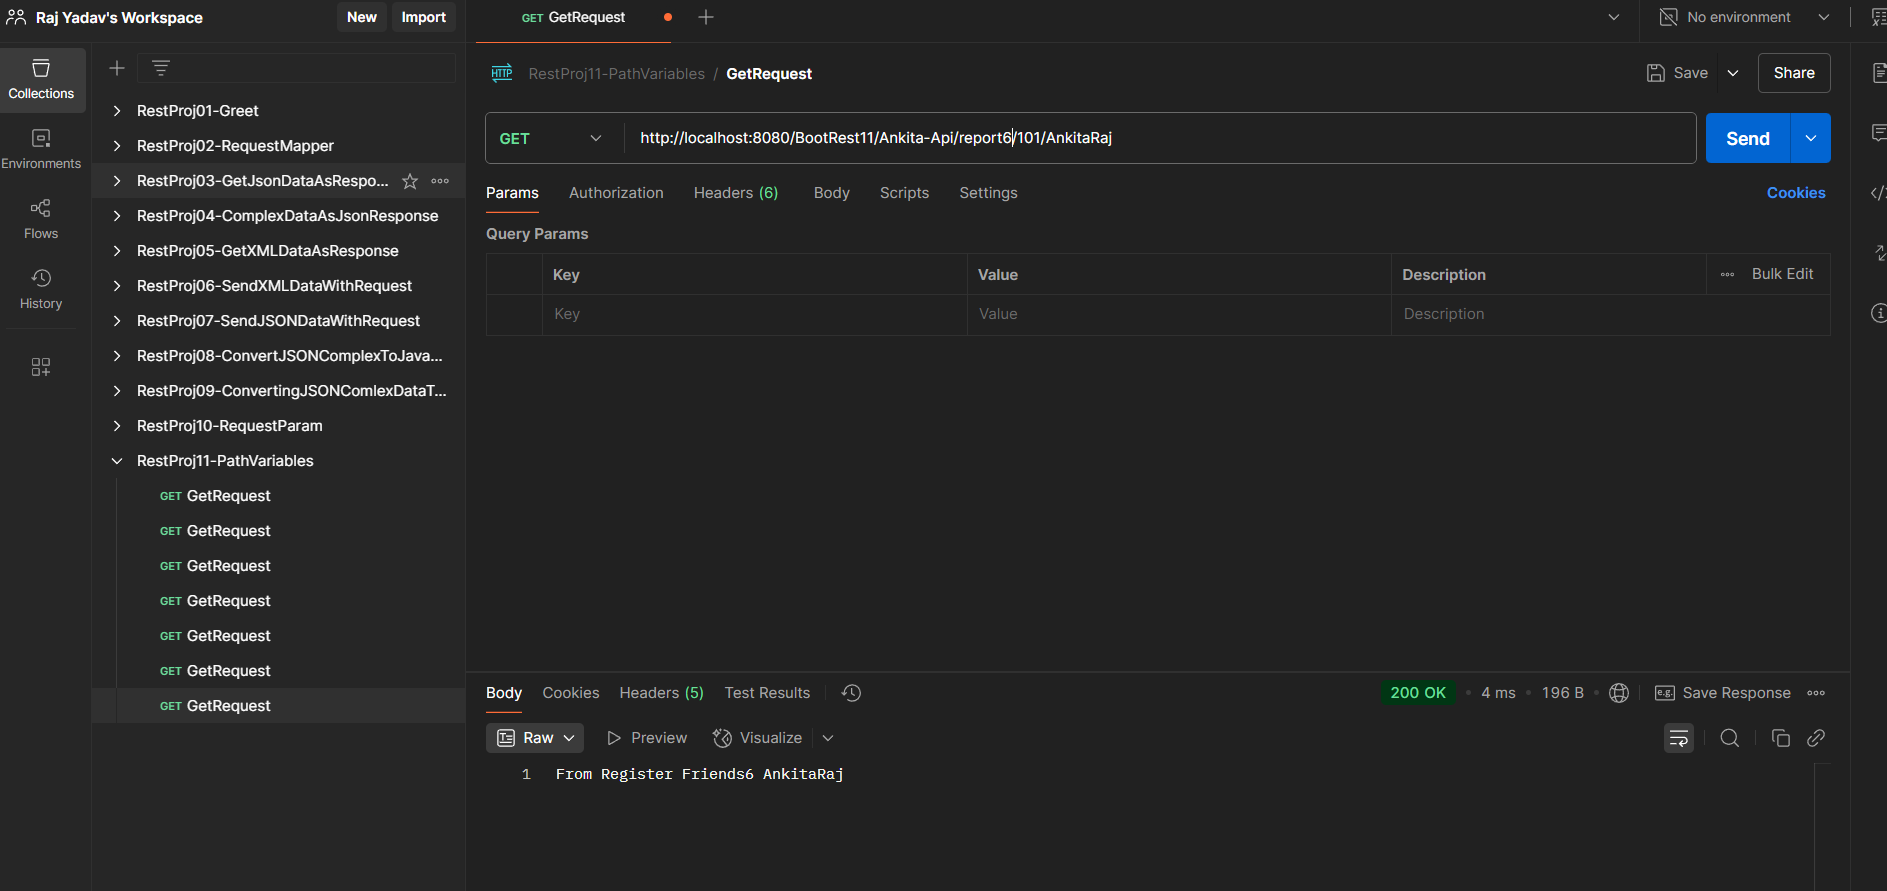 Raj Yadav's Workspace
New
Import
GET GetRequest
No environment
Collections
Environments
Flows
History
RestProj01-Greet
RestProj02-RequestMapper
RestProj03-GetJsonDataAsRespo...
RestProj04-ComplexDataAsJsonResponse
RestProj05-GetXMLDataAsResponse
RestProj06-SendXMLDataWithRequest
RestProj07-SendJSONDataWithRequest
RestProj08-ConvertJSONComplexToJava...
RestProj09-ConvertingJSONComlexDataT...
RestProj10-RequestParam
RestProj11-PathVariables
GET GetRequest
GET GetRequest
GET GetRequest
GET GetRequest
GET GetRequest
GET GetRequest
GET GetRequest
HTTP RestProj11-PathVariables / GetRequest
Save
Share
GET
http://localhost:8080/BootRest11/Ankita-Api/report6/101/AnkitaRaj
Send
Params Authorization Headers (6) Body Scripts Settings
Cookies
Query Params
Key Value Description Bulk Edit
Key Value Description
Body Cookies Headers (5) Test Results
200 OK • 4 ms • 196 B •
e.g. Save Response
Raw Preview Visualize
1 From Register Friends6 AnkitaRaj